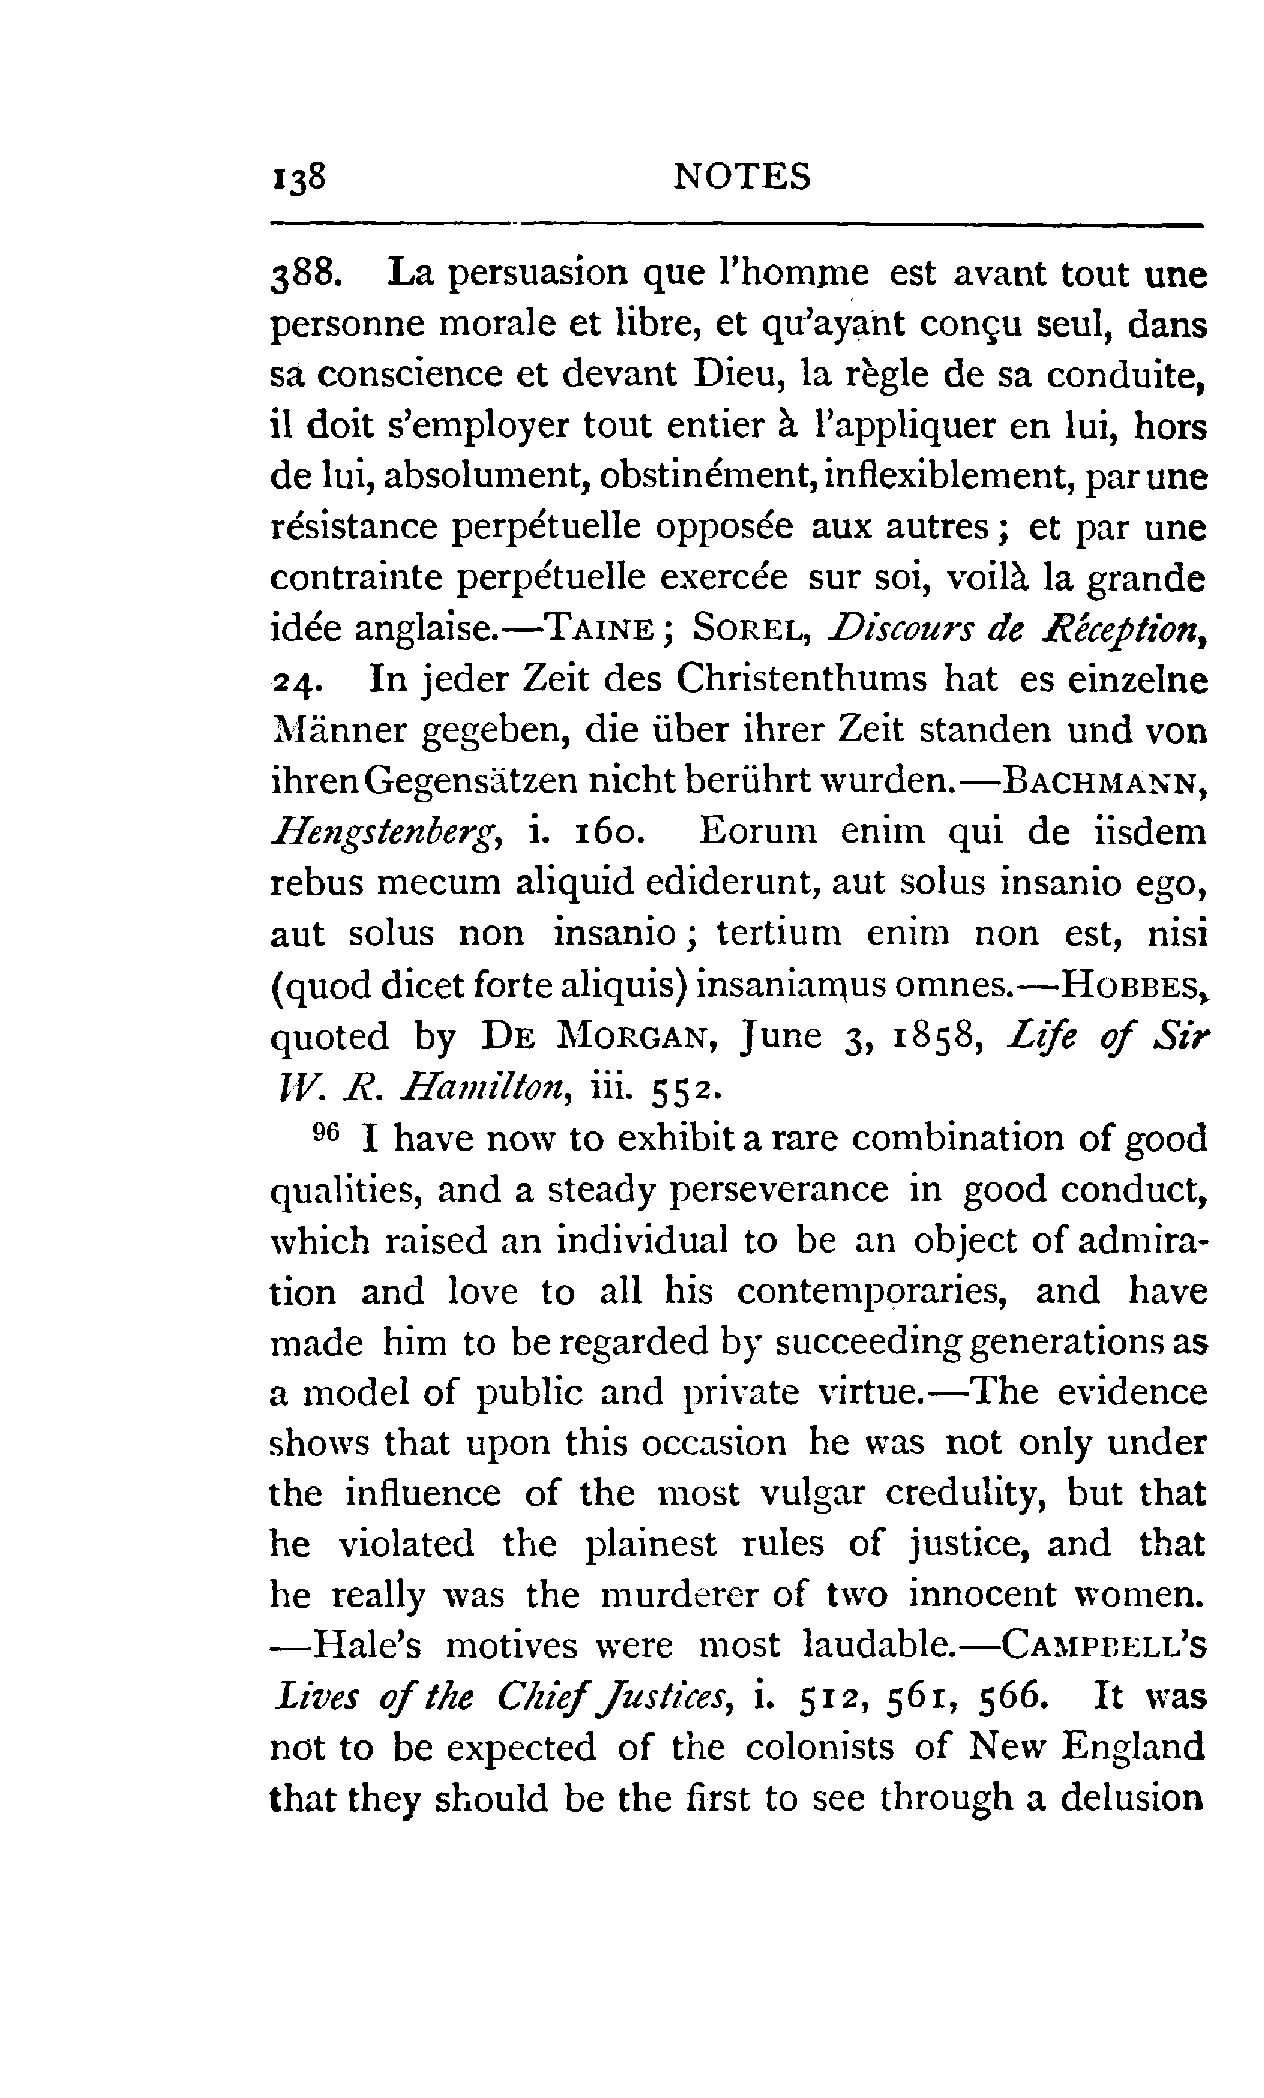 138 NOTES
388. La persuasion que l'homme est avant tout une
personne morale et libre, et qu'ayant conçu seul, dans
sa conscience et devant Dieu, la règle de sa conduite,
il doit s'employer tout entier à l'appliquer en lui, hors
de lui, absolument, obstinément, inflexiblement, par une
résistance perpétuelle opposée aux autres ; et par une
contrainte perpétuelle exercée sur soi, voilà la grande
idée anglaise.—TAINE ; SOREL, Discours de Réception,
24. In jeder Zeit des Christenthums hat es einzelne
Männer gegeben, die über ihrer Zeit standen und von
ihren Gegensätzen nicht berührt wurden.—BACHMANN,
Hengstenberg, i. 160. Eorum enim qui de iisdem
rebus mecum aliquid ediderunt, aut solus insanio ego,
aut solus non insanio ; tertium enim non est, nisi
(quod dicet forte aliquis) insaniamus omnes.—HOBBES,
quoted by DE MORGAN, June 3, 1858, Life of Sir
W. R. Hamilton, iii. 552.
96 I have now to exhibit a rare combination of good
qualities, and a steady perseverance in good conduct,
which raised an individual to be an object of admira-
tion and love to all his contemporaries, and have
made him to be regarded by succeeding generations as
a model of public and private virtue.—The evidence
shows that upon this occasion he was not only under
the influence of the most vulgar credulity, but that
he violated the plainest rules of justice, and that
he really was the murderer of two innocent women.
—Hale's motives were most laudable.—CAMPBELL'S
Lives of the Chief Justices, i. 512, 561, 566. It was
not to be expected of the colonists of New England
that they should be the first to see through a delusion